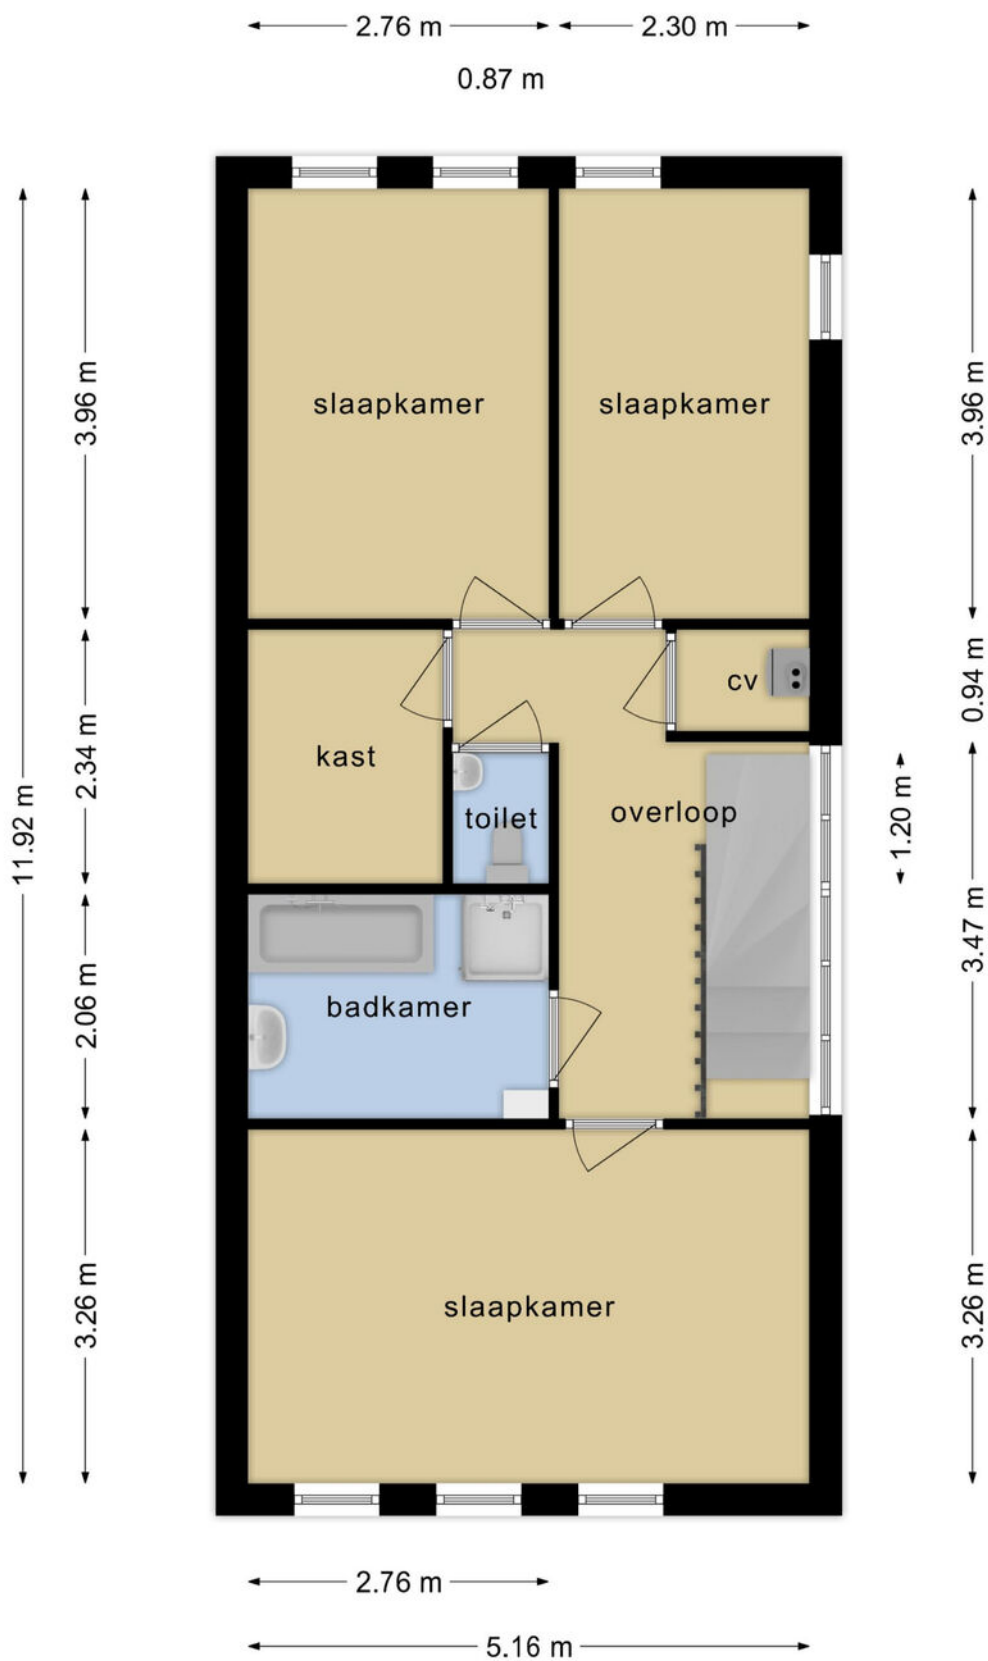 2.76 m
2.30 m
0.87 m
slaapkamer
slaapkamer
3.96 m
3.96 m
0.94 m
cv
kast
2.34 m
11.92 m
toilet
overloop
1.20 m
3.47 m
badkamer
2.06 m
3.26 m
slaapkamer
3.26 m
2.76 m
5.16 m